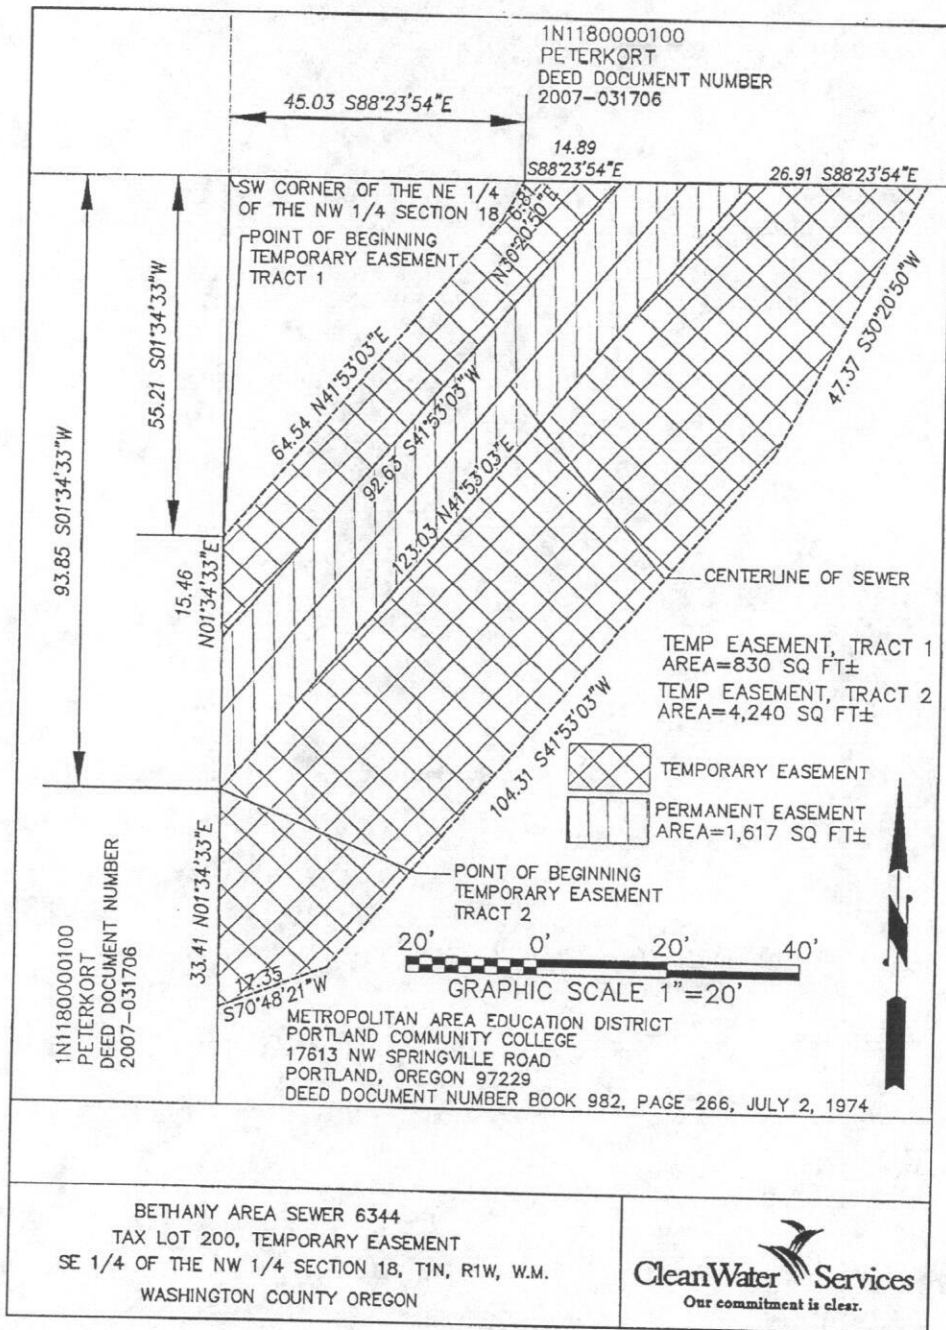 1N1180000100
PETERKORT
DEED DOCUMENT NUMBER
2007-031706
45.03 S88°23'54"E
14.89
S88°23'54"E
26.91 S88°23'54"E
SW CORNER OF THE NE 1/4
OF THE NW 1/4 SECTION 18
6.81
N30°20'50"E
POINT OF BEGINNING
TEMPORARY EASEMENT
TRACT 1
55.21 S01°34'33"W
93.85 S01°34'33"W
64.54 N41°53'03"E
92.63 S41°53'03"W
123.03 N41°53'03"E
47.37 S30°20'50"W
15.46
N01°34'33"E
CENTERLINE OF SEWER
TEMP EASEMENT, TRACT 1
AREA=830 SQ FT±
TEMP EASEMENT, TRACT 2
AREA=4,240 SQ FT±
104.31 S41°53'03"W
TEMPORARY EASEMENT
PERMANENT EASEMENT
AREA=1,617 SQ FT±
33.41 N01°34'33"E
POINT OF BEGINNING
TEMPORARY EASEMENT
TRACT 2
1N1180000100
PETERKORT
DEED DOCUMENT NUMBER
2007-031706
17.35
S70°48'21"W
20' 0' 20' 40'
GRAPHIC SCALE 1"=20'
N
METROPOLITAN AREA EDUCATION DISTRICT
PORTLAND COMMUNITY COLLEGE
17613 NW SPRINGVILLE ROAD
PORTLAND, OREGON 97229
DEED DOCUMENT NUMBER BOOK 982, PAGE 266, JULY 2, 1974
BETHANY AREA SEWER 6344
TAX LOT 200, TEMPORARY EASEMENT
SE 1/4 OF THE NW 1/4 SECTION 18, T1N, R1W, W.M.
WASHINGTON COUNTY OREGON
CleanWater Services
Our commitment is clear.